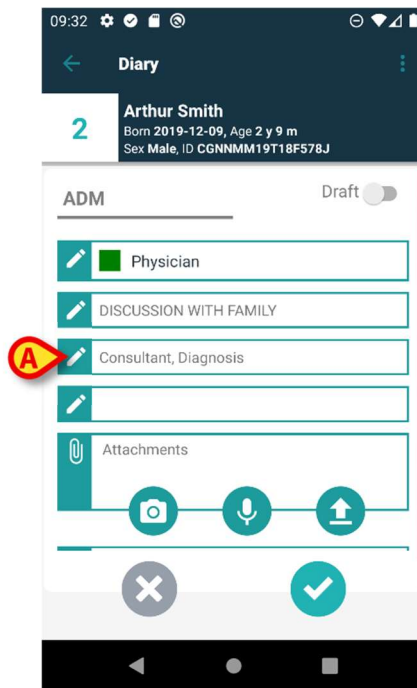 09:32
Diary
2
Arthur Smith
Born 2019-12-09, Age 2 y 9 m
Sex Male, ID CGNNMM19T18F578J
ADM
Draft
Physician
DISCUSSION WITH FAMILY
A
Consultant, Diagnosis
Attachments